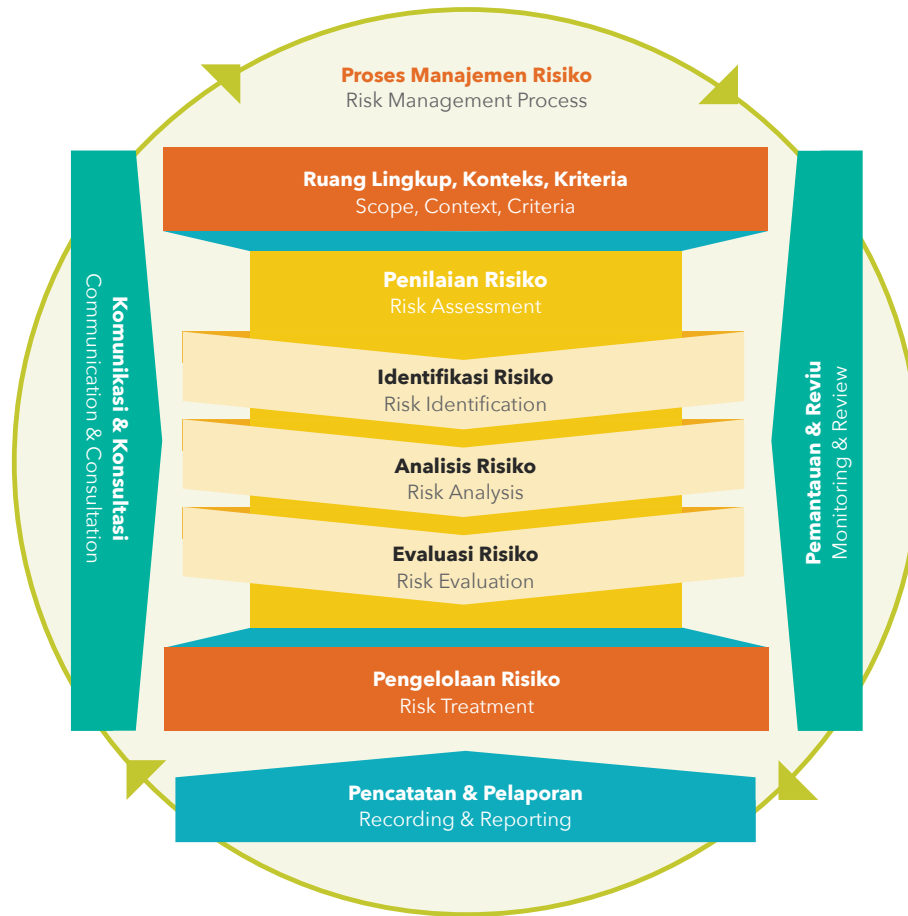 Proses Manajemen Risiko
Risk Management Process
Ruang Lingkup, Konteks, Kriteria
Scope, Context, Criteria
Komunikasi & Konsultasi
Communication & Consultation
Penilaian Risiko
Risk Assessment
Identifikasi Risiko
Risk Identification
Analisis Risiko
Risk Analysis
Evaluasi Risiko
Risk Evaluation
Pemantauan & Reviu
Monitoring & Review
Pengelolaan Risiko
Risk Treatment
Pencatatan & Pelaporan
Recording & Reporting